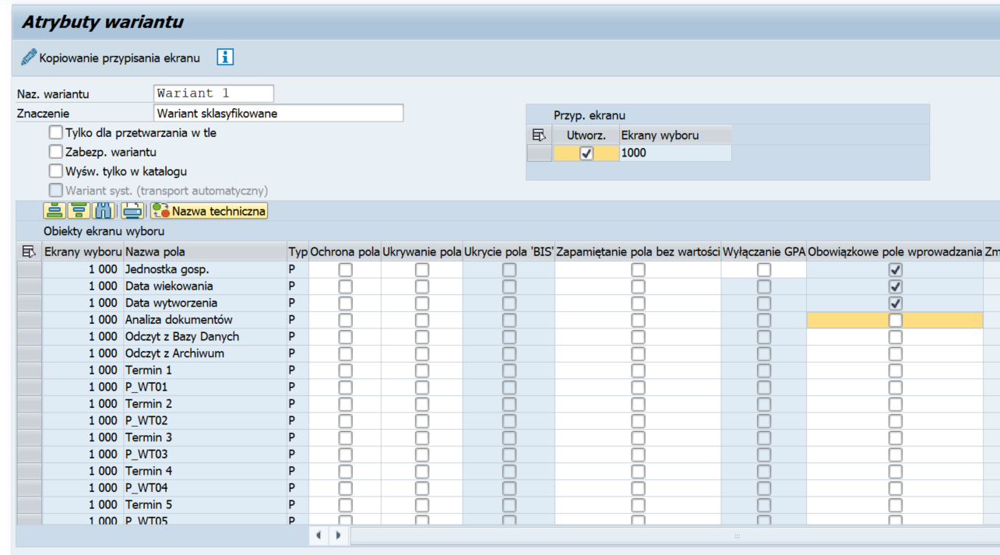 Atrybuty wariantu
Kopiowanie przypisania ekranu
Naz. wariantu Wariant 1
Znaczenie Wariant sklasyfikowane
Przyp. ekranu
Tylko dla przetwarzania w tle
Utworz. Ekrany wyboru
Zabezp. wariantu
1000
Wyśw. tylko w katalogu
Wariant syst. (transport automatyczny)
Nazwa techniczna
Obiekty ekranu wyboru
Ekrany wyboru Nazwa pola Typ Ochrona pola Ukrywanie pola Ukrycie pola 'BIS' Zapamiętanie pola bez wartości Wyłączanie GPA Obowiązkowe pole wprowadzania Zm
1 000 Jednostka gosp. P
1 000 Data wiekowania P
1 000 Data wytworzenia P
1 000 Analiza dokumentów P
1 000 Odczyt z Bazy Danych P
1 000 Odczyt z Archiwum P
1 000 Termin 1 P
1 000 P_WT01 P
1 000 Termin 2 P
1 000 P_WT02 P
1 000 Termin 3 P
1 000 P_WT03 P
1 000 Termin 4 P
1 000 P_WT04 P
1 000 Termin 5 P
1 000 P_WT05 P